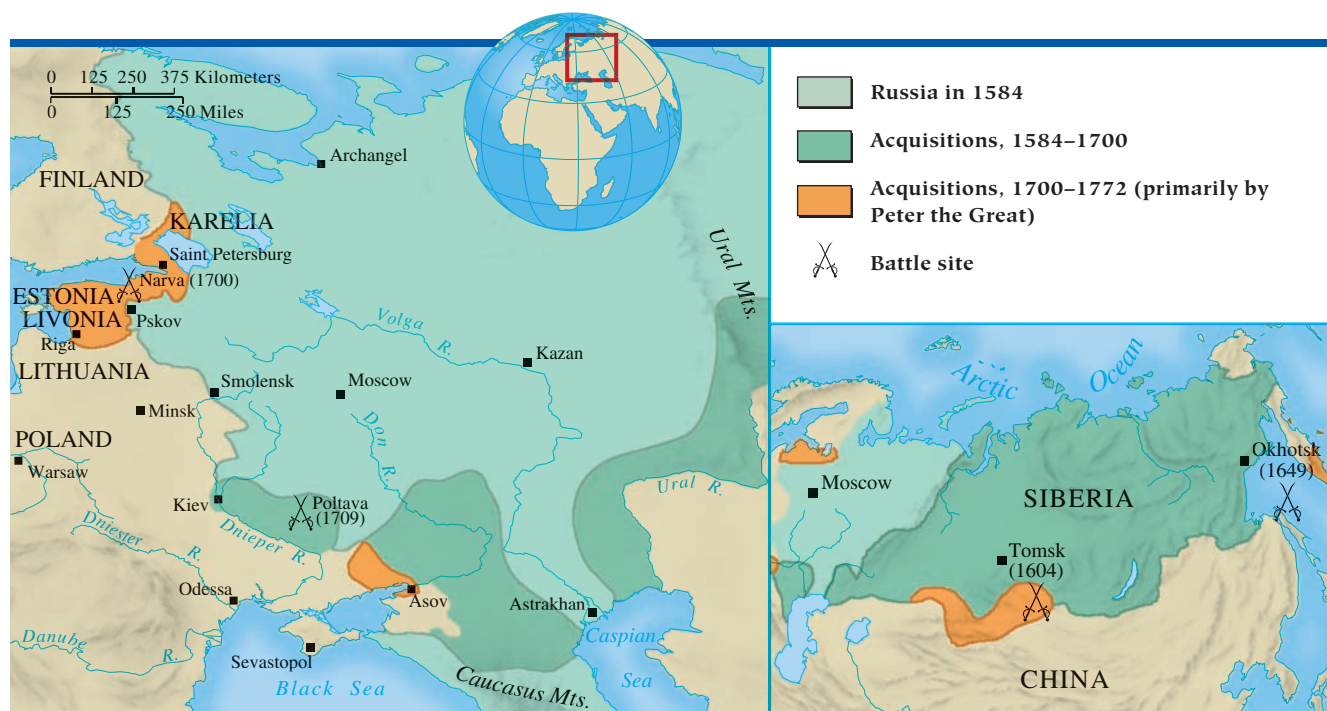 0 125 250 375 Kilometers
0 125 250 Miles
Archangel
FINLAND
KARELIA
Saint Petersburg
Narva (1700)
ESTONIA
LIVONIA
Pskov
Riga
LITHUANIA
Ural Mts.
Volga
R.
Kazan
Smolensk
Moscow
Minsk
Don
R.
POLAND
Warsaw
Ural R.
Kiev
Poltava
(1709)
Dniester
R.
Dnieper R.
Odessa
Asov
Astrakhan
Danube
R.
Sevastopol
Caspian
Sea
Black Sea
Caucasus Mts.
Russia in 1584
Acquisitions, 1584–1700
Acquisitions, 1700–1772 (primarily by
Peter the Great)
Battle site
Arctic
Ocean
Okhotsk
(1649)
Moscow
SIBERIA
Tomsk
(1604)
CHINA